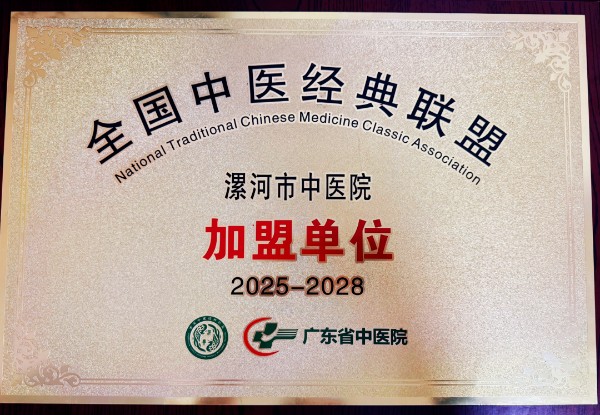 全国中医经典联盟
National Traditional Chinese Medicine Classic Association
漯河市中医院
加盟单位
2025-2028
广东省中医院